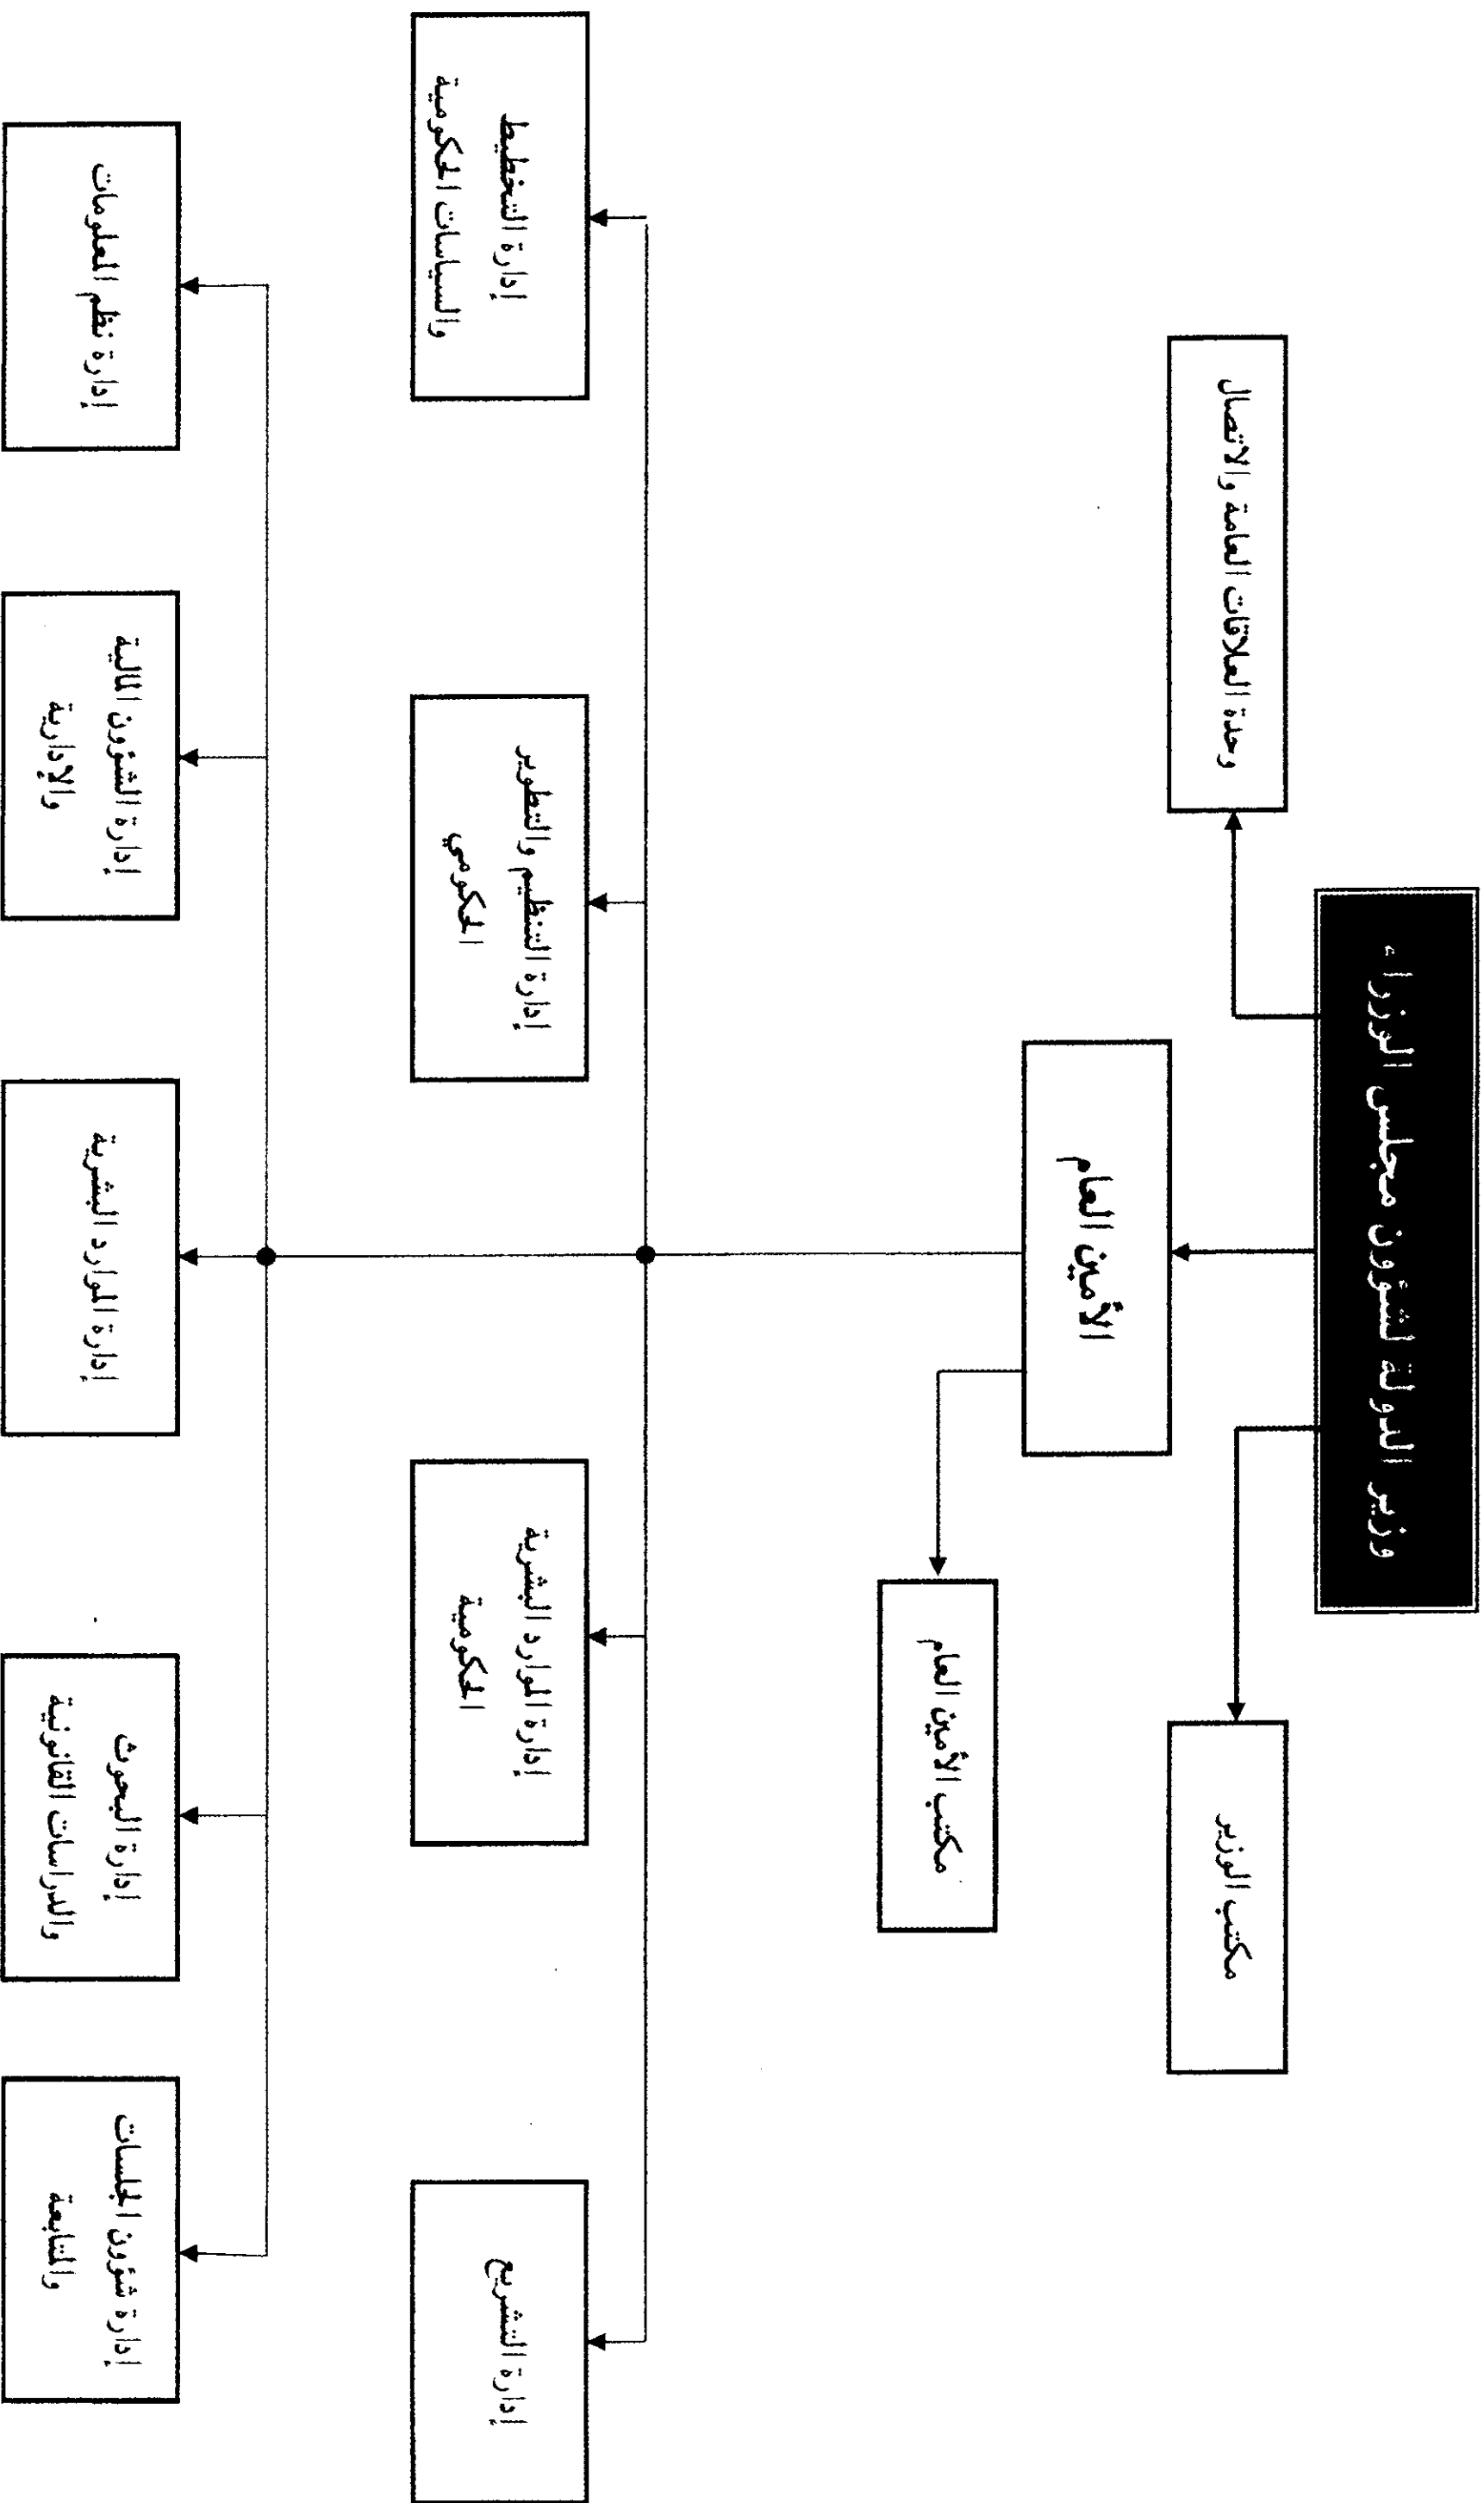 وزير الدولة لشؤون مجلس الوزراء
مكتب الوزير
وحدة العلاقات العامة والاتصال
الأمين العام
مكتب الأمين العام
إدارة التشريع
إدارة الموارد البشرية
الحكومية
إدارة التنظيم والتطوير
الحكومي
إدارة التخطيط
والسياسات الحكومية
إدارة شؤون الجلسات
والمتابعة
إدارة البحوث
والدراسات القانونية
إدارة الموارد البشرية
إدارة الشؤون المالية
والإدارية
إدارة نظم المعلومات